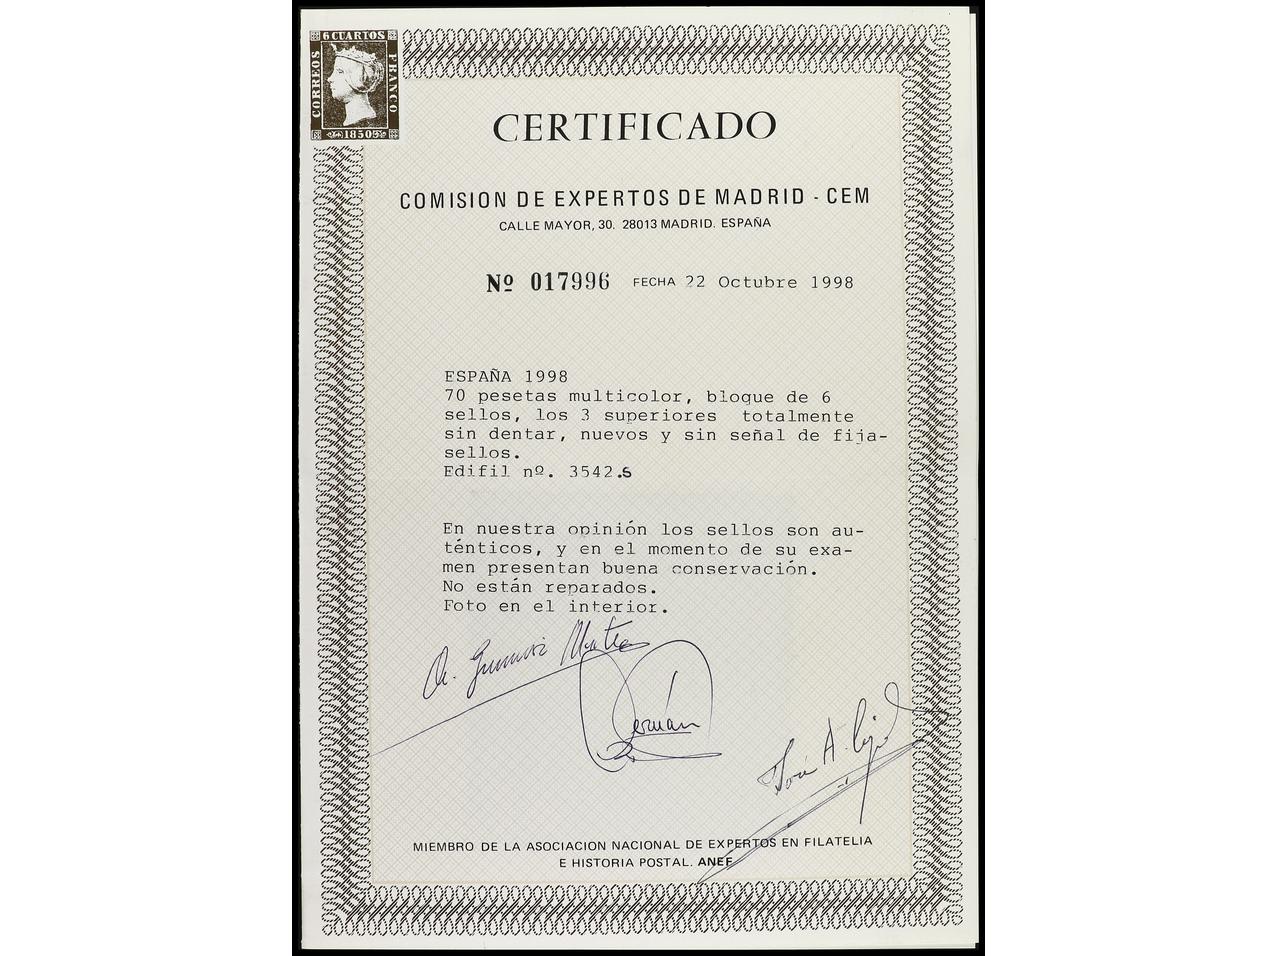 6 CUARTOS
CORREOS
FRANCO
1850
CERTIFICADO
COMISION DE EXPERTOS DE MADRID - CEM
CALLE MAYOR, 30. 28013 MADRID. ESPAÑA
Nº 017996 FECHA 22 Octubre 1998
ESPAÑA 1998
70 pesetas multicolor, bloque de 6
sellos, los 3 superiores totalmente
sin dentar, nuevos y sin señal de fija-
sellos.
Edifil nº. 3542.s
En nuestra opinión los sellos son au-
ténticos, y en el momento de su exa-
men presentan buena conservación.
No están reparados.
Foto en el interior.
MIEMBRO DE LA ASOCIACION NACIONAL DE EXPERTOS EN FILATELIA
E HISTORIA POSTAL. ANEF